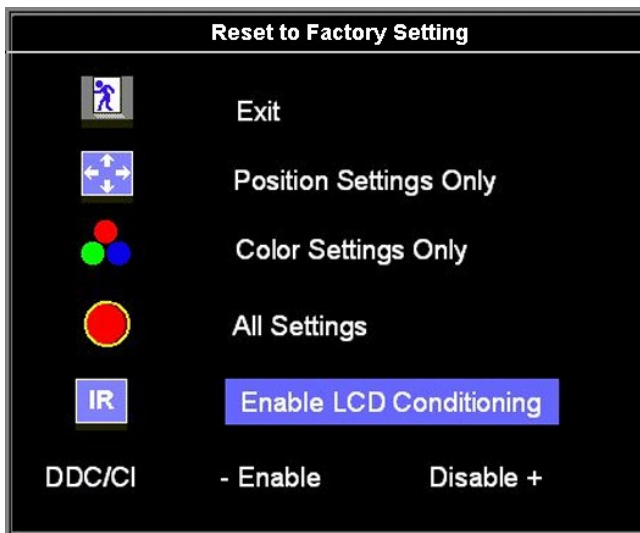 Reset to Factory Setting
Exit
Position Settings Only
Color Settings Only
All Settings
IR Enable LCD Conditioning
DDC/CI - Enable Disable +